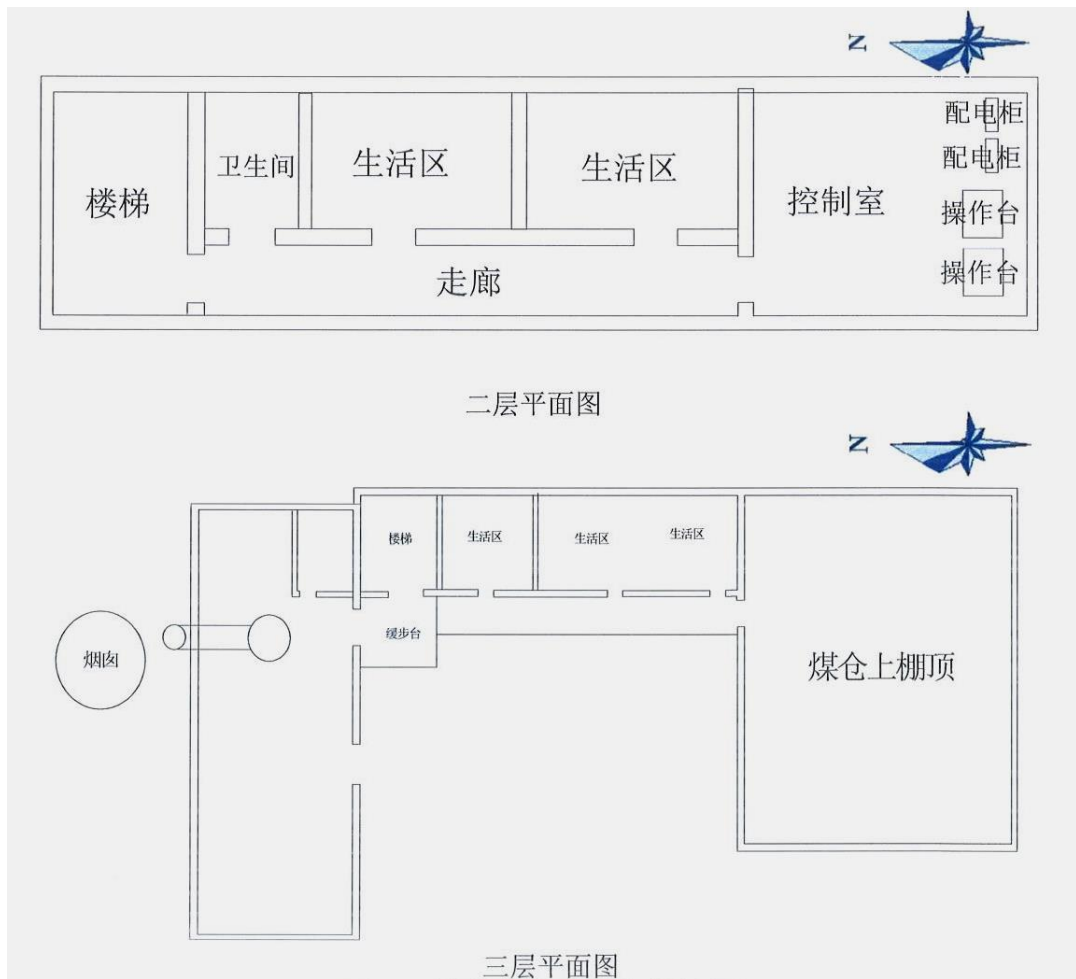 N
配电柜
卫生间 生活区 生活区 配电柜
楼梯 控制室 操作台
走廊 操作台
二层平面图
N
楼梯 生活区 生活区 生活区
缓步台
烟囱 煤仓上棚顶
三层平面图